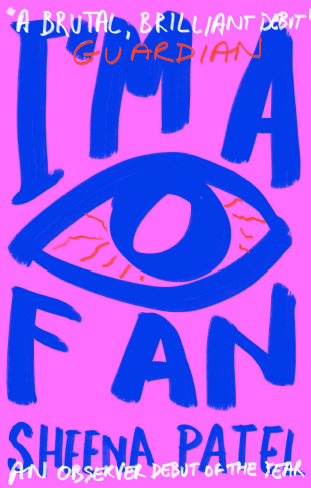 "A BRUTAL, BRILLIANT DEBUT"
GUARDIAN
I'M A
FAN
SHEENA PATEL
AN OBSERVER DEBUT OF THE YEAR